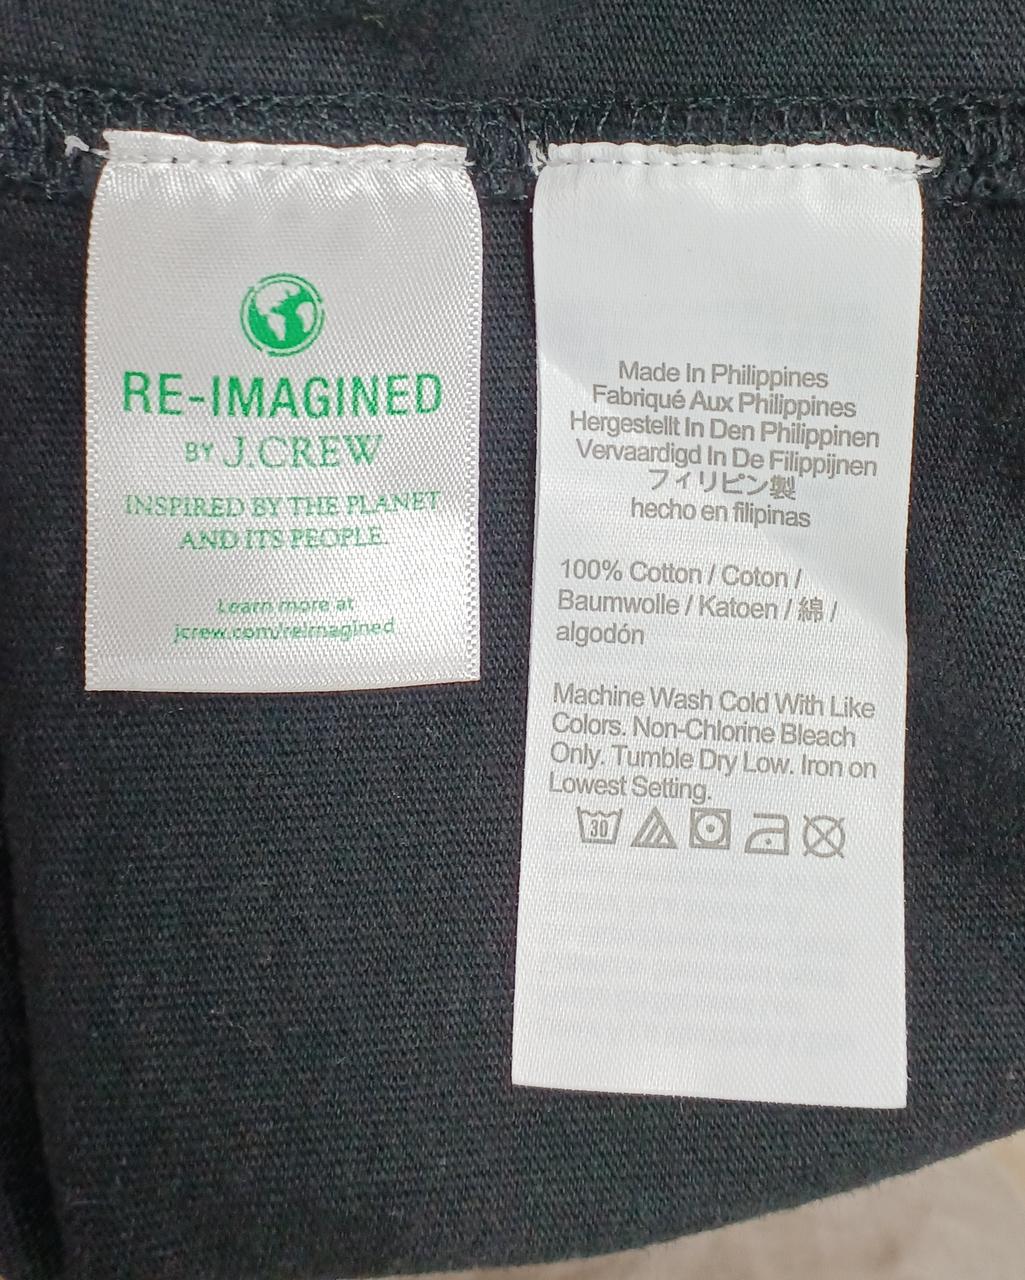 RE-IMAGINED
BY J.CREW
INSPIRED BY THE PLANET
AND ITS PEOPLE.
Learn more at
jcrew.com/reimagined
Made In Philippines
Fabriqué Aux Philippines
Hergestellt In Den Philippinen
Vervaardigd In De Filippijnen
フィリピン製
hecho en filipinas
100% Cotton / Coton /
Baumwolle / Katoen / 綿 /
algodón
Machine Wash Cold With Like
Colors. Non-Chlorine Bleach
Only. Tumble Dry Low. Iron on
Lowest Setting.
30